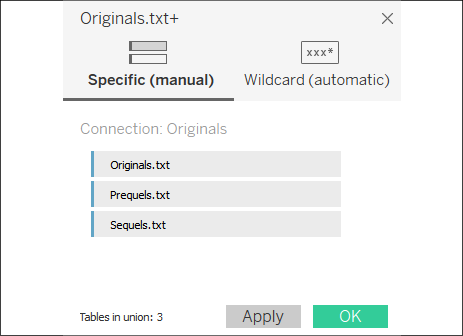 Originals.txt+
xxx*
Specific (manual)
Wildcard (automatic)
Connection: Originals
Originals.txt
Prequels.txt
Sequels.txt
Tables in union: 3
Apply
OK